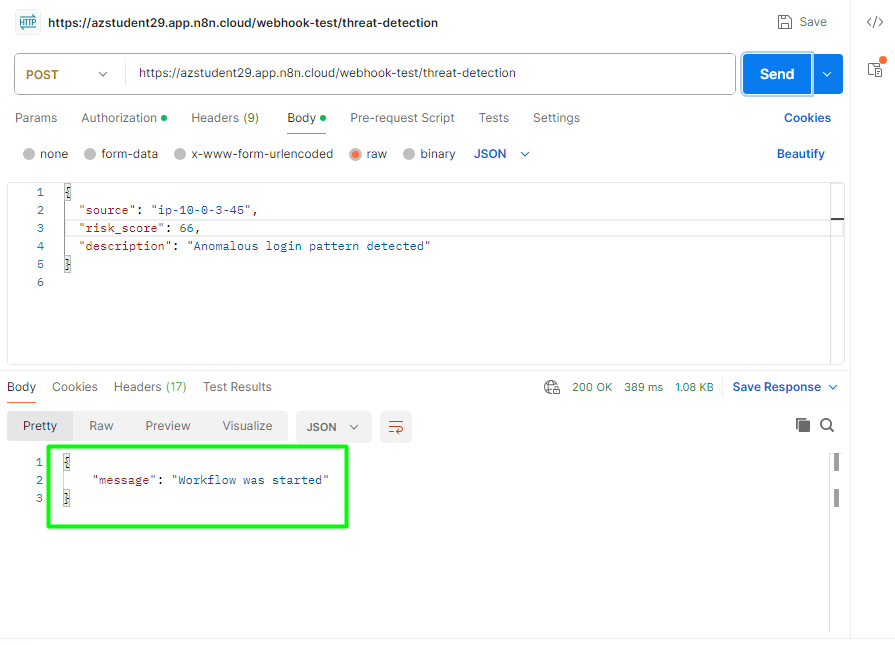 HTTP
https://azstudent29.app.n8n.cloud/webhook-test/threat-detection
Save
</>
POST
https://azstudent29.app.n8n.cloud/webhook-test/threat-detection
Send
Params
Authorization
Headers (9)
Body
Pre-request Script
Tests
Settings
Cookies
none
form-data
x-www-form-urlencoded
raw
binary
JSON
Beautify
1 {
2 "source": "ip-10-0-3-45",
3 "risk_score": 66,
4 "description": "Anomalous login pattern detected"
5 }
6
Body
Cookies
Headers (17)
Test Results
200 OK
389 ms
1.08 KB
Save Response
Pretty
Raw
Preview
Visualize
JSON
1 {
2 "message": "Workflow was started"
3 }